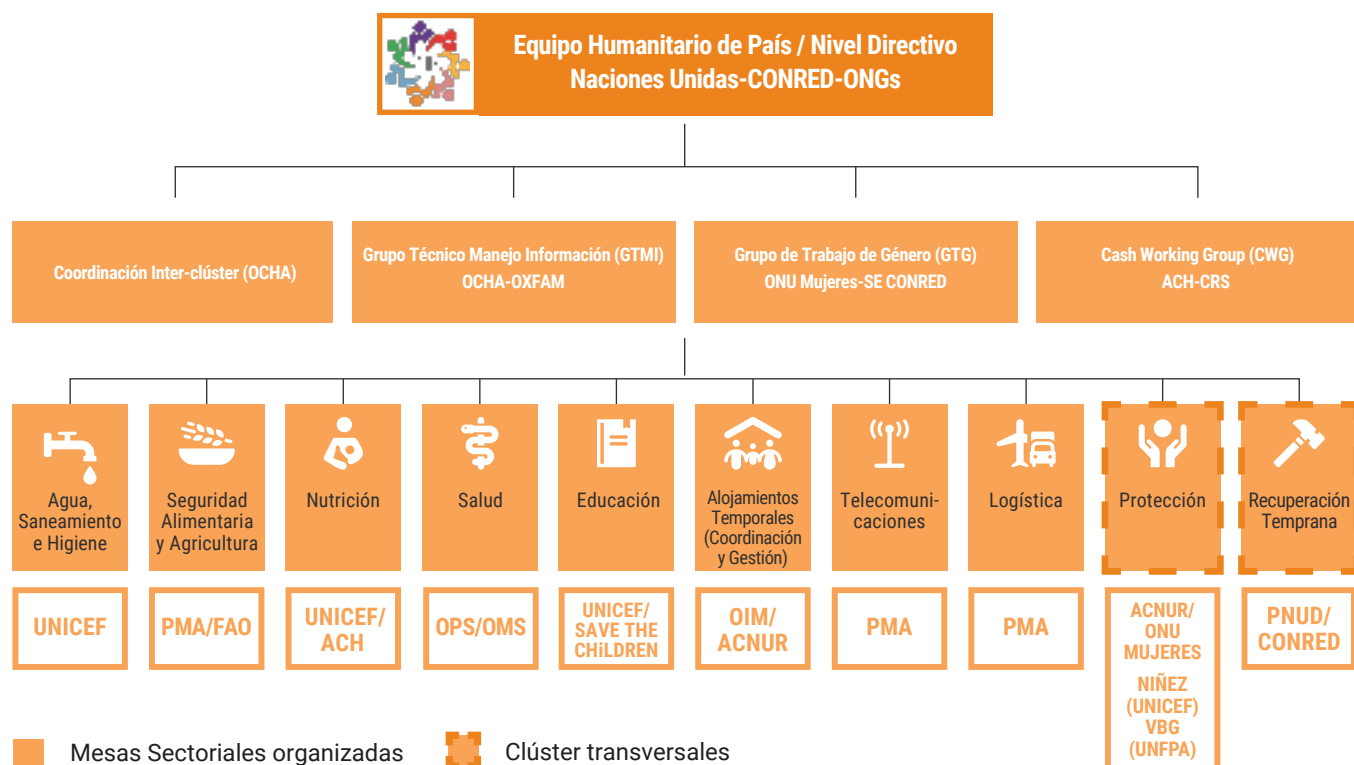 Equipo Humanitario de País / Nivel Directivo
Naciones Unidas-CONRED-ONGs
Coordinación Inter-clúster (OCHA)
Grupo Técnico Manejo Información (GTMI)
OCHA-OXFAM
Grupo de Trabajo de Género (GTG)
ONU Mujeres-SE CONRED
Cash Working Group (CWG)
ACH-CRS
Agua,
Saneamiento
e Higiene
Seguridad
Alimentaria
y Agricultura
Nutrición
Salud
Educación
Alojamientos
Temporales
(Coordinación
y Gestión)
Telecomuni-
caciones
Logística
Protección
Recuperación
Temprana
UNICEF
PMA/FAO
UNICEF/
ACH
OPS/OMS
UNICEF/
SAVE THE
CHiLDREN
OIM/
ACNUR
PMA
PMA
ACNUR/
ONU
MUJERES
NIÑEZ
(UNICEF)
VBG
(UNFPA)
PNUD/
CONRED
Mesas Sectoriales organizadas
Clúster transversales